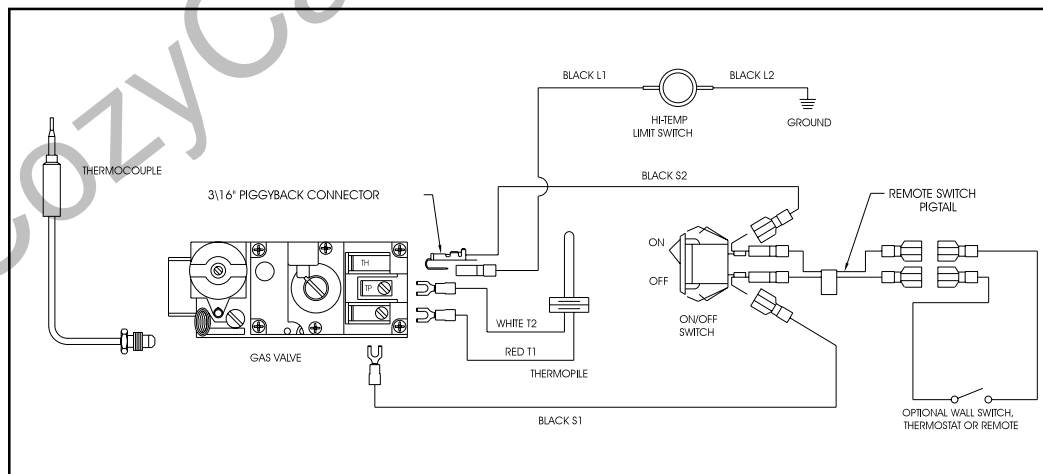 CozyCa
BLACK L1
BLACK L2
HI-TEMP
LIMIT SWITCH
GROUND
THERMOCOUPLE
3\16" PIGGYBACK CONNECTOR
BLACK S2
REMOTE SWITCH
PIGTAIL
ON
OFF
TH
TP
WHITE T2
ON/OFF
SWITCH
RED T1
GAS VALVE
THERMOPILE
BLACK S1
OPTIONAL WALL SWITCH,
THERMOSTAT OR REMOTE